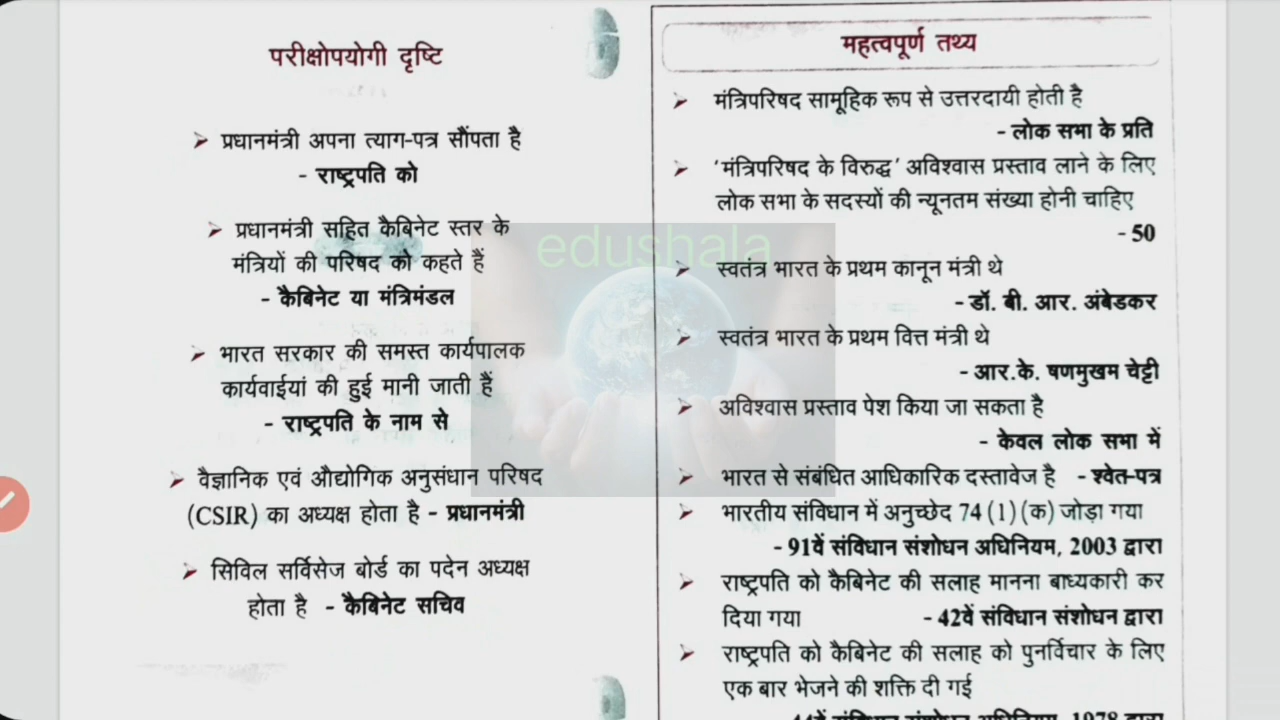 परीक्षोपयोगी दृष्टि
➢ प्रधानमंत्री अपना त्याग-पत्र सौंपता है
- राष्ट्रपति को
➢ प्रधानमंत्री सहित कैबिनेट स्तर के
मंत्रियों की परिषद को कहते हैं
- कैबिनेट या मंत्रिमंडल
➢ भारत सरकार की समस्त कार्यपालक
कार्यवाईयां की हुई मानी जाती हैं
- राष्ट्रपति के नाम से
➢ वैज्ञानिक एवं औद्योगिक अनुसंधान परिषद
(CSIR) का अध्यक्ष होता है - प्रधानमंत्री
➢ सिविल सर्विसेज बोर्ड का पदेन अध्यक्ष
होता है - कैबिनेट सचिव
महत्वपूर्ण तथ्य
➢ मंत्रिपरिषद सामूहिक रूप से उत्तरदायी होती है
- लोक सभा के प्रति
➢ 'मंत्रिपरिषद के विरुद्ध' अविश्वास प्रस्ताव लाने के लिए
लोक सभा के सदस्यों की न्यूनतम संख्या होनी चाहिए
- 50
➢ स्वतंत्र भारत के प्रथम कानून मंत्री थे
- डॉ. बी. आर. अंबेडकर
➢ स्वतंत्र भारत के प्रथम वित्त मंत्री थे
- आर.के. षणमुखम चेट्टी
➢ अविश्वास प्रस्ताव पेश किया जा सकता है
- केवल लोक सभा में
➢ भारत से संबंधित आधिकारिक दस्तावेज है - श्वेत-पत्र
➢ भारतीय संविधान में अनुच्छेद 74 (1) (क) जोड़ा गया
- 91वें संविधान संशोधन अधिनियम, 2003 द्वारा
➢ राष्ट्रपति को कैबिनेट की सलाह मानना बाध्यकारी कर
दिया गया - 42वें संविधान संशोधन द्वारा
➢ राष्ट्रपति को कैबिनेट की सलाह को पुनर्विचार के लिए
एक बार भेजने की शक्ति दी गई
- 44वें संविधान संशोधन अधिनियम, 1978 द्वारा
edushala